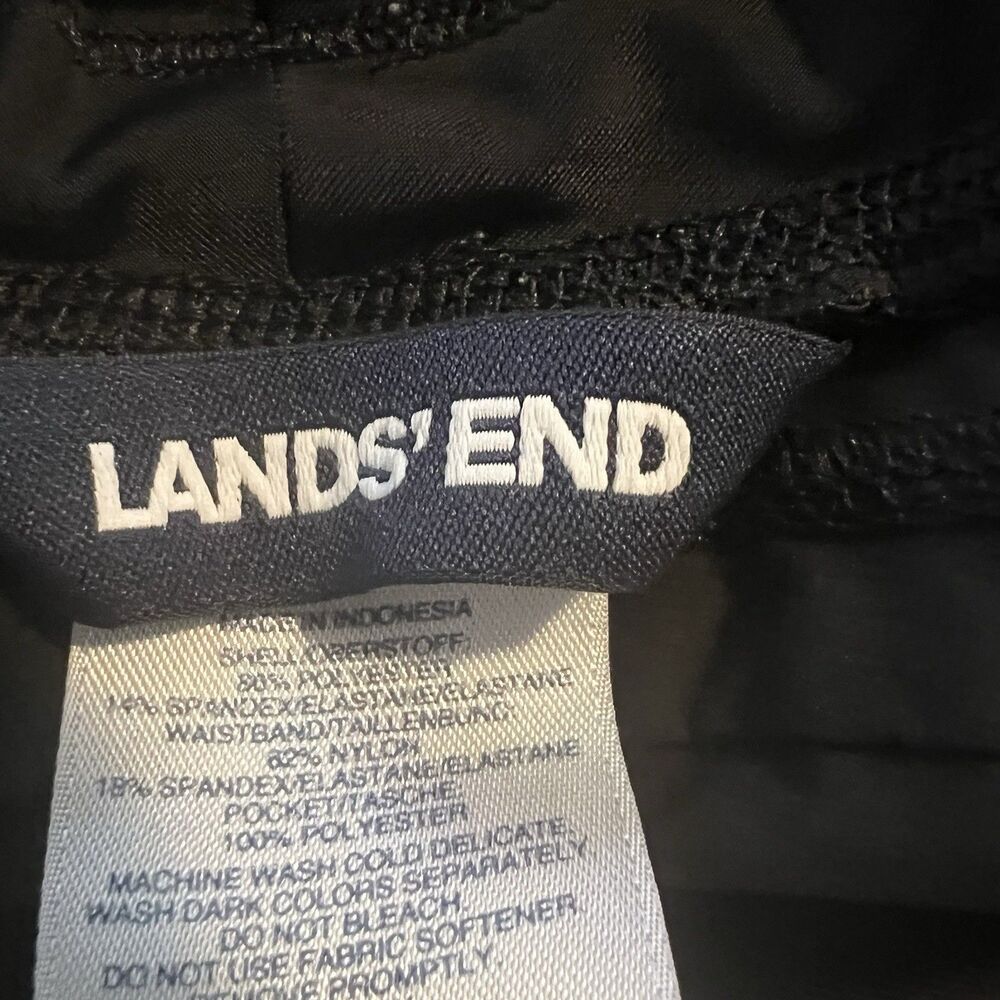 LANDS' END
MADE IN INDONESIA
SHELL/OBERSTOFF:
86% POLYESTER
14% SPANDEX/ELASTANE/ELASTANE
WAISTBAND/TAILLENBUND
82% NYLON
18% SPANDEX/ELASTANE/ELASTANE
POCKET/TASCHE
100% POLYESTER
MACHINE WASH COLD DELICATE.
WASH DARK COLORS SEPARATELY
DO NOT BLEACH
DO NOT USE FABRIC SOFTENER
REMOVE PROMPTLY.